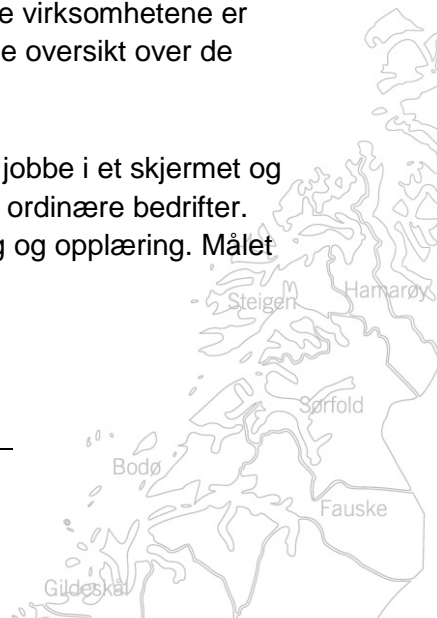 e virksomhetene er
e oversikt over de
jobbe i et skjermet og
ordinære bedrifter.
g og opplæring. Målet
Steigen
Hamarøy
Sørfold
Bodø
Fauske
Gildeskål